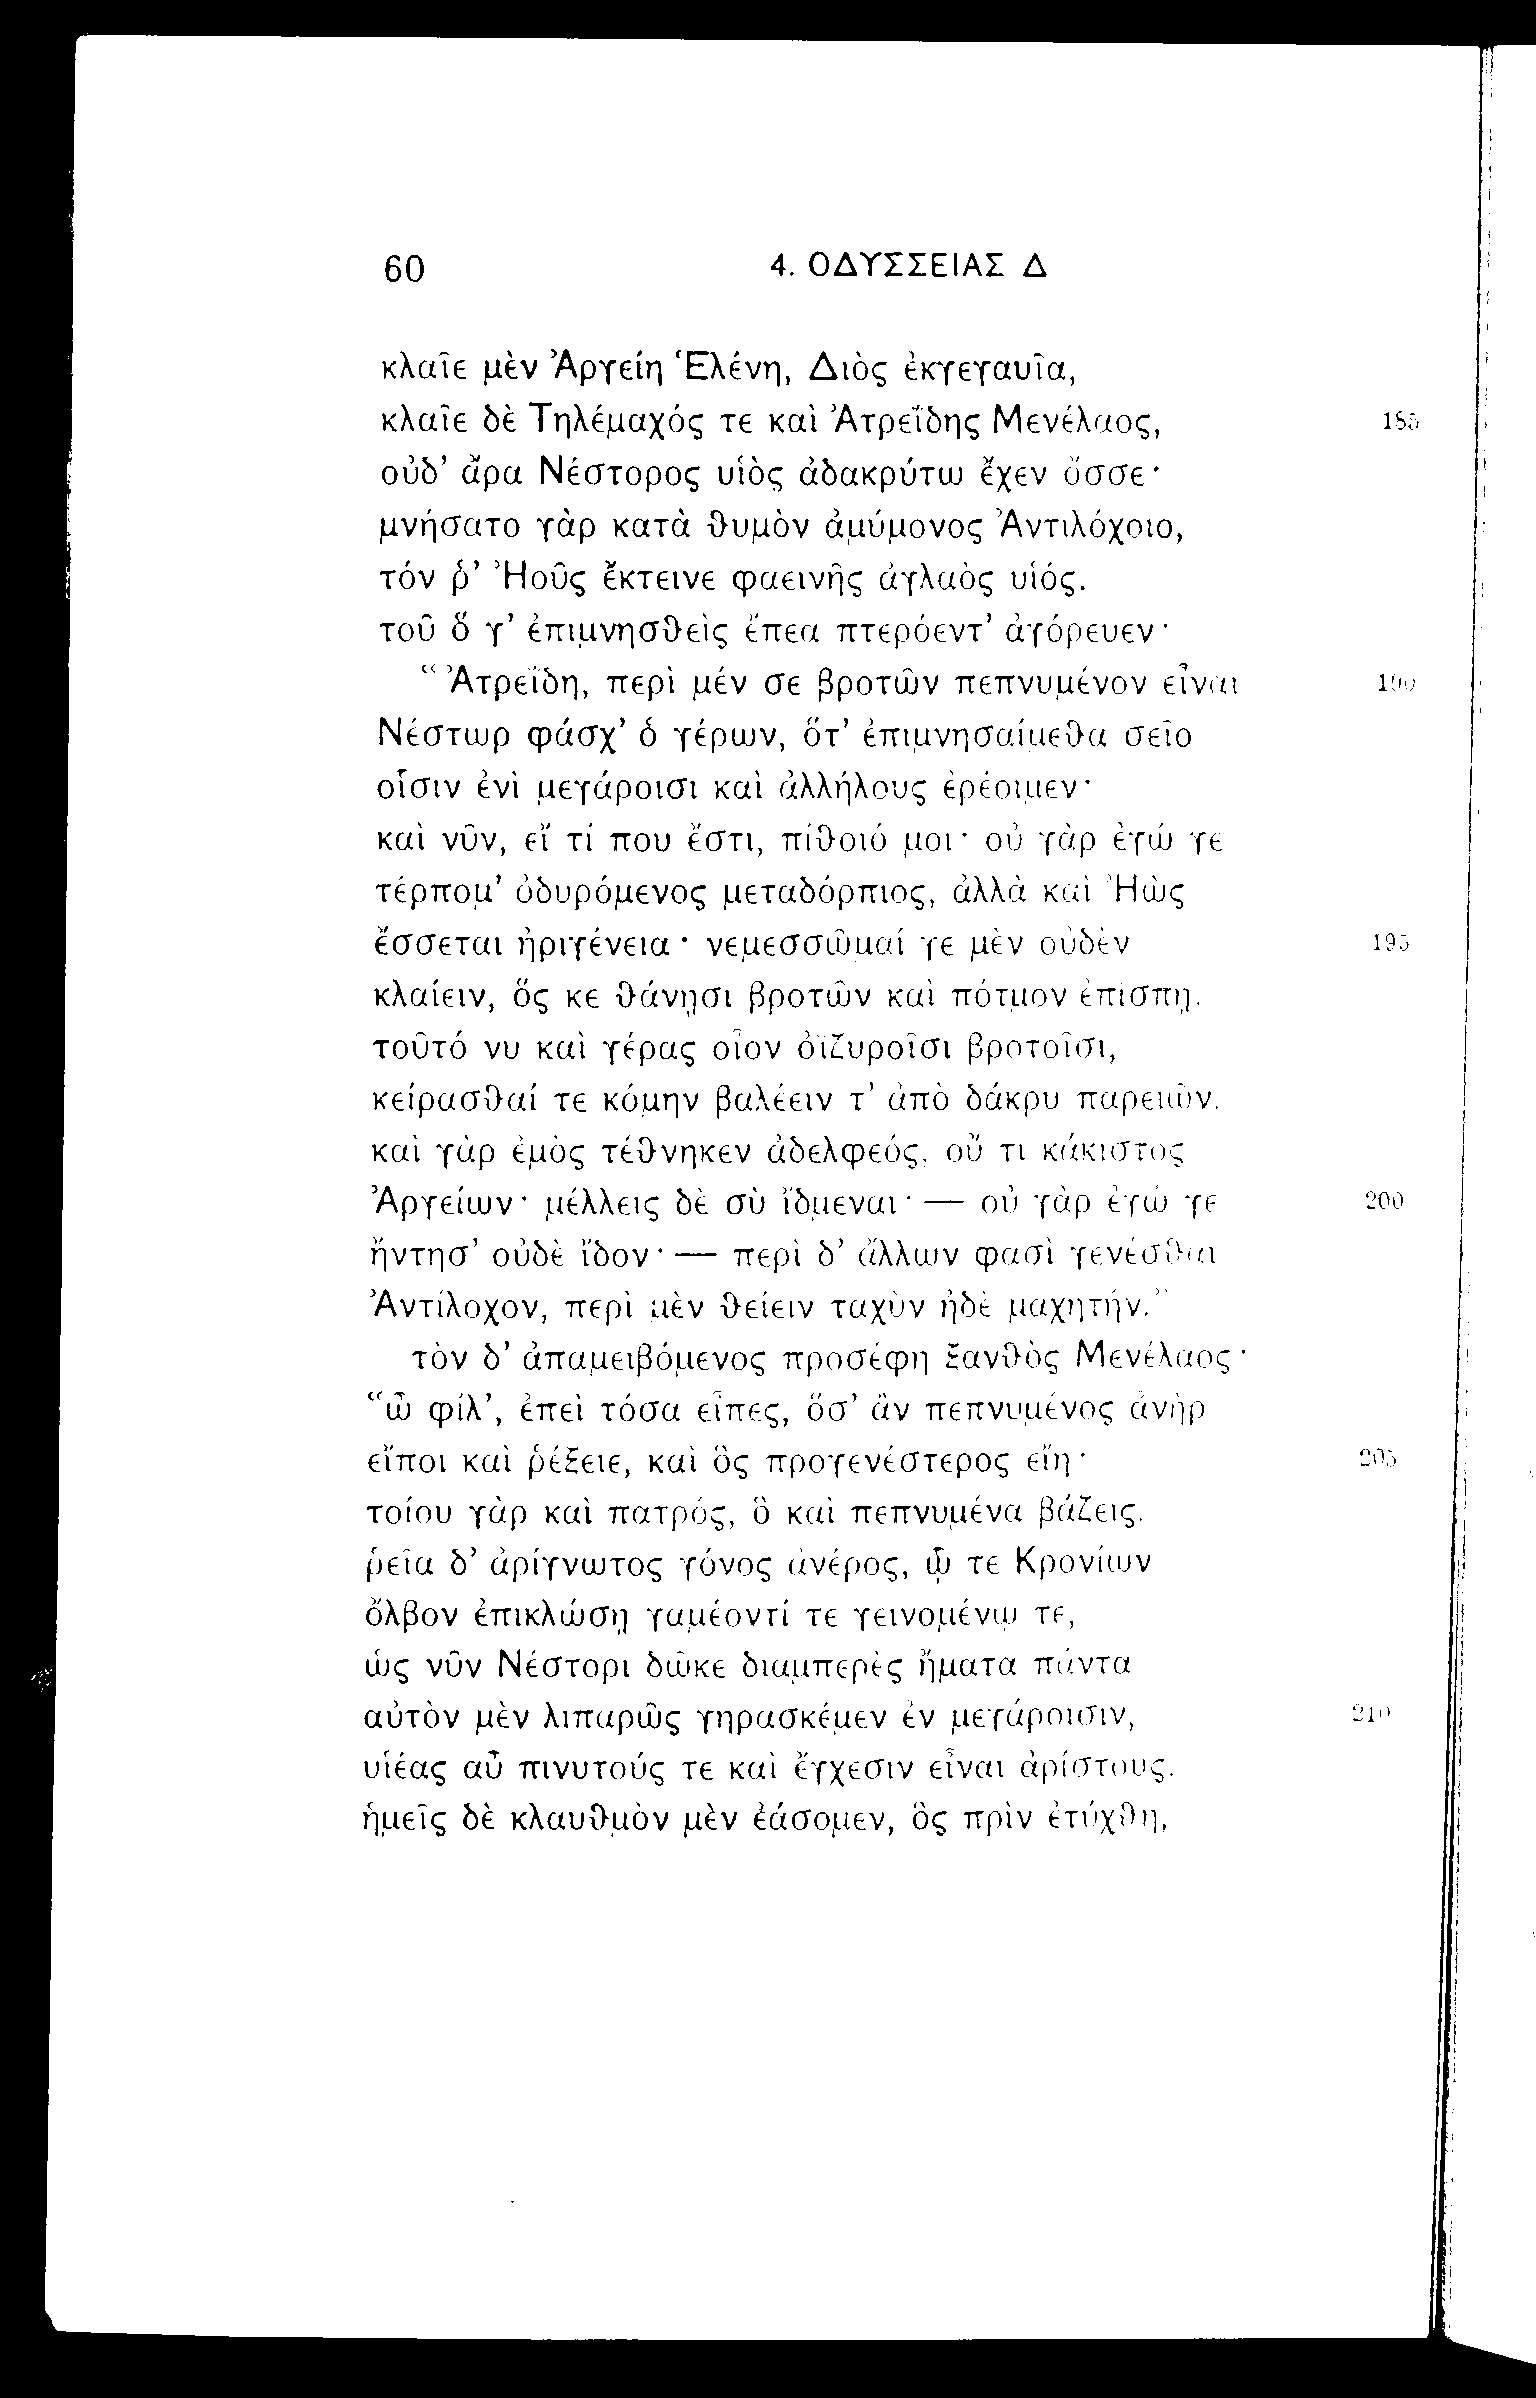 60 4. ΟΔΥΣΣΕΙΑΣ Δ
κλαῖε μὲν Ἀργείη Ἑλένη, Διὸς ἐκγεγαυῖα,
κλαῖε δὲ Τηλέμαχός τε καὶ Ἀτρεΐδης Μενέλαος, 185
οὐδ’ ἄρα Νέστορος υἱὸς ἀδακρύτω ἔχεν ὄσσε·
μνήσατο γὰρ κατὰ θυμὸν ἀμύμονος Ἀντιλόχοιο,
τόν ῥ’ Ἠοῦς ἔκτεινε φαεινῆς ἀγλαὸς υἱός.
τοῦ ὅ γ’ ἐπιμνησθεὶς ἔπεα πτερόεντ’ ἀγόρευεν·
“Ἀτρεΐδη, περὶ μέν σε βροτῶν πεπνυμένον εἶναι 190
Νέστωρ φάσχ’ ὁ γέρων, ὅτ’ ἐπιμνησαίμεθα σεῖο
οἷσιν ἐνὶ μεγάροισι καὶ ἀλλήλους ἐρέοιμεν·
καὶ νῦν, εἴ τί που ἔστι, πίθοιό μοι· οὐ γὰρ ἐγώ γε
τέρπομ’ ὀδυρόμενος μεταδόρπιος, ἀλλὰ καὶ Ἠὼς
ἔσσεται ἠριγένεια· νεμεσσῶμαί γε μὲν οὐδὲν 195
κλαίειν, ὅς κε θάνῃσι βροτῶν καὶ πότμον ἐπίσπῃ.
τοῦτό νυ καὶ γέρας οἶον ὀϊζυροῖσι βροτοῖσι,
κείρασθαί τε κόμην βαλέειν τ’ ἀπὸ δάκρυ παρειῶν.
καὶ γὰρ ἐμὸς τέθνηκεν ἀδελφεός, οὔ τι κάκιστος
Ἀργείων· μέλλεις δὲ σὺ ἴδμεναι· — οὐ γὰρ ἐγώ γε 200
ἤντησ’ οὐδὲ ἴδον· — περὶ δ’ ἄλλων φασὶ γενέσθαι
Ἀντίλοχον, περὶ μὲν θείειν ταχὺν ἠδὲ μαχητήν.”
τὸν δ’ ἀπαμειβόμενος προσέφη ξανθὸς Μενέλαος·
“ὦ φίλ’, ἐπεὶ τόσα εἶπες, ὅσ’ ἂν πεπνυμένος ἀνὴρ
εἴποι καὶ ῥέξειε, καὶ ὃς προγενέστερος εἴη· 205
τοίου γὰρ καὶ πατρός, ὃ καὶ πεπνυμένα βάζεις.
ῥεῖα δ’ ἀρίγνωτος γόνος ἀνέρος, ᾧ τε Κρονίων
ὄλβον ἐπικλώσῃ γαμέοντί τε γεινομένῳ τε,
ὡς νῦν Νέστορι δῶκε διαμπερὲς ἤματα πάντα
αὐτὸν μὲν λιπαρῶς γηρασκέμεν ἐν μεγάροισιν, 210
υἱέας αὖ πινυτούς τε καὶ ἔγχεσιν εἶναι ἀρίστους.
ἡμεῖς δὲ κλαυθμὸν μὲν ἐάσομεν, ὃς πρὶν ἐτύχθη,